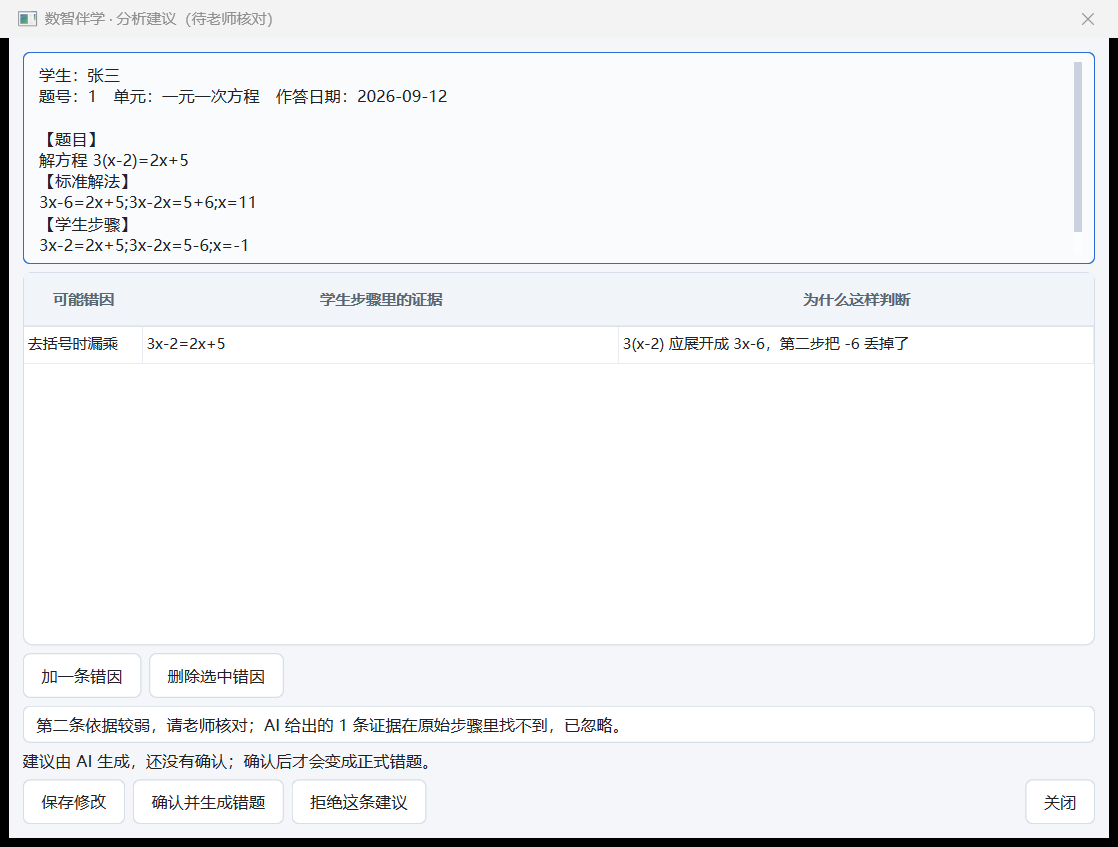 数智伴学 · 分析建议（待老师核对）
学生：张三
题号：1　单元：一元一次方程　作答日期：2026-09-12
【题目】
解方程 3(x-2)=2x+5
【标准解法】
3x-6=2x+5;3x-2x=5+6;x=11
【学生步骤】
3x-2=2x+5;3x-2x=5-6;x=-1
可能错因　学生步骤里的证据　为什么这样判断
去括号时漏乘　3x-2=2x+5　3(x-2) 应展开成 3x-6，第二步把 -6 丢掉了
加一条错因　删除选中错因
第二条依据较弱，请老师核对；AI 给出的 1 条证据在原始步骤里找不到，已忽略。
建议由 AI 生成，还没有确认；确认后才会变成正式错题。
保存修改　确认并生成错题　拒绝这条建议　关闭